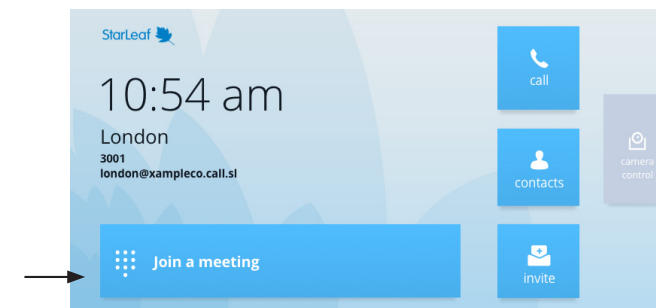 StarLeaf
10:54 am
London
3001
london@xampleco.call.sl
Join a meeting
call
contacts
invite
camera
control